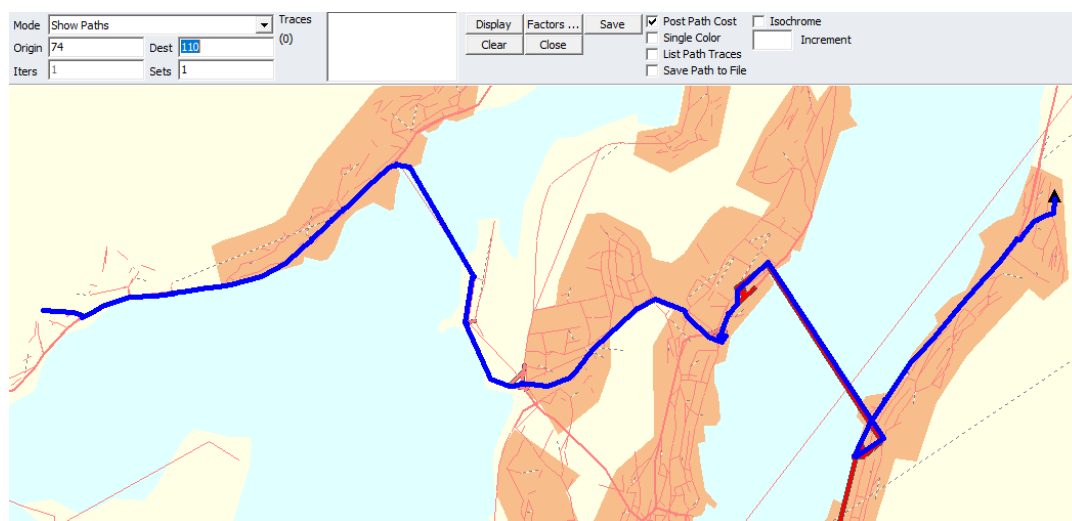 Mode Show Paths Traces Display Factors ... Save Post Path Cost Isochrome
Origin 74 Dest 110 (0) Clear Close Single Color Increment
List Path Traces
Iters 1 Sets 1 Save Path to File